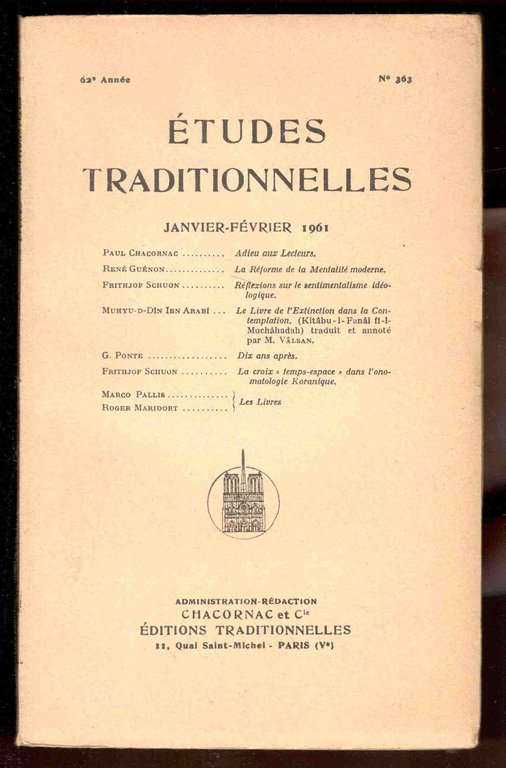 62e Année Nº 363
ÉTUDES
TRADITIONNELLES
JANVIER-FÉVRIER 1961
PAUL CHACORNAC .......... Adieu aux Lecteurs.
RENÉ GUÉNON............. La Réforme de la Mentalité moderne.
FRITHJOF SCHUON ......... Réflexions sur le sentimentalisme idéo-
logique.
MUHYU-D-DÎN IBN ARABÎ ... Le Livre de l'Extinction dans la Con-
templation. (Kitâbu-l-Fanâi fi-l-
Muchâhadah) traduit et annoté
par M. VÂLSAN.
G. PONTE ................. Dix ans après.
FRITHJOF SCHUON .......... La croix « temps-espace » dans l'ono-
matologie Koranique.
MARCO PALLIS .............
ROGER MARIDORT .......... } Les Livres
ADMINISTRATION-RÉDACTION
CHACORNAC et Cie
ÉDITIONS TRADITIONNELLES
11, Quai Saint-Michel - PARIS (Ve)